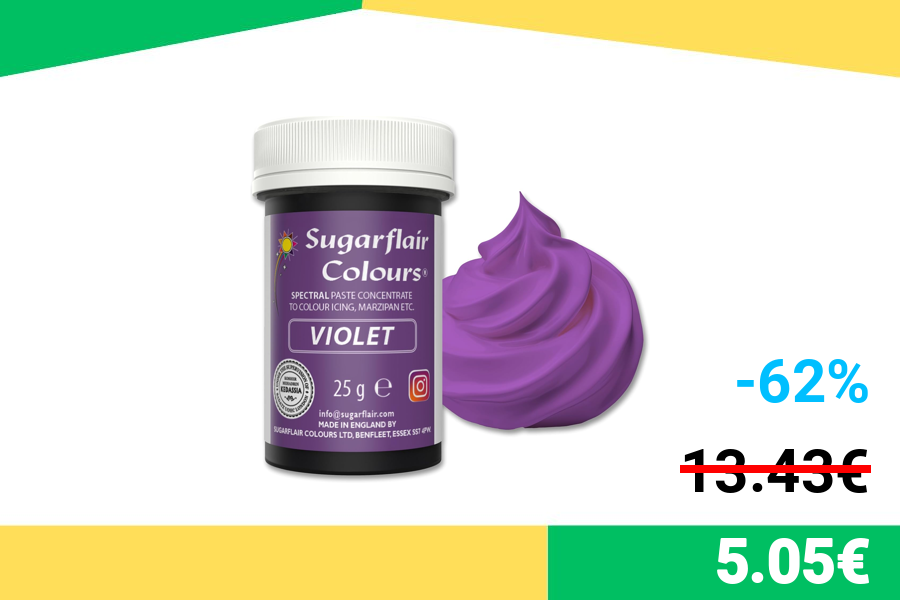 Sugarflair
Colours®
SPECTRAL PASTE CONCENTRATE
TO COLOUR ICING, MARZIPAN ETC.
VIOLET
KEDASSIA
25 g ℮
info@sugarflair.com
MADE IN ENGLAND BY
SUGARFLAIR COLOURS LTD, BENFLEET, ESSEX SS7 4PW.
-62%
13.43€
5.05€